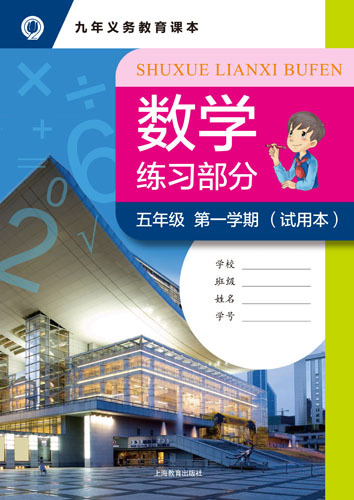 九年义务教育课本
SHUXUE LIANXI BUFEN
数学
练习部分
五年级 第一学期（试用本）
学校
班级
姓名
学号
上海教育出版社